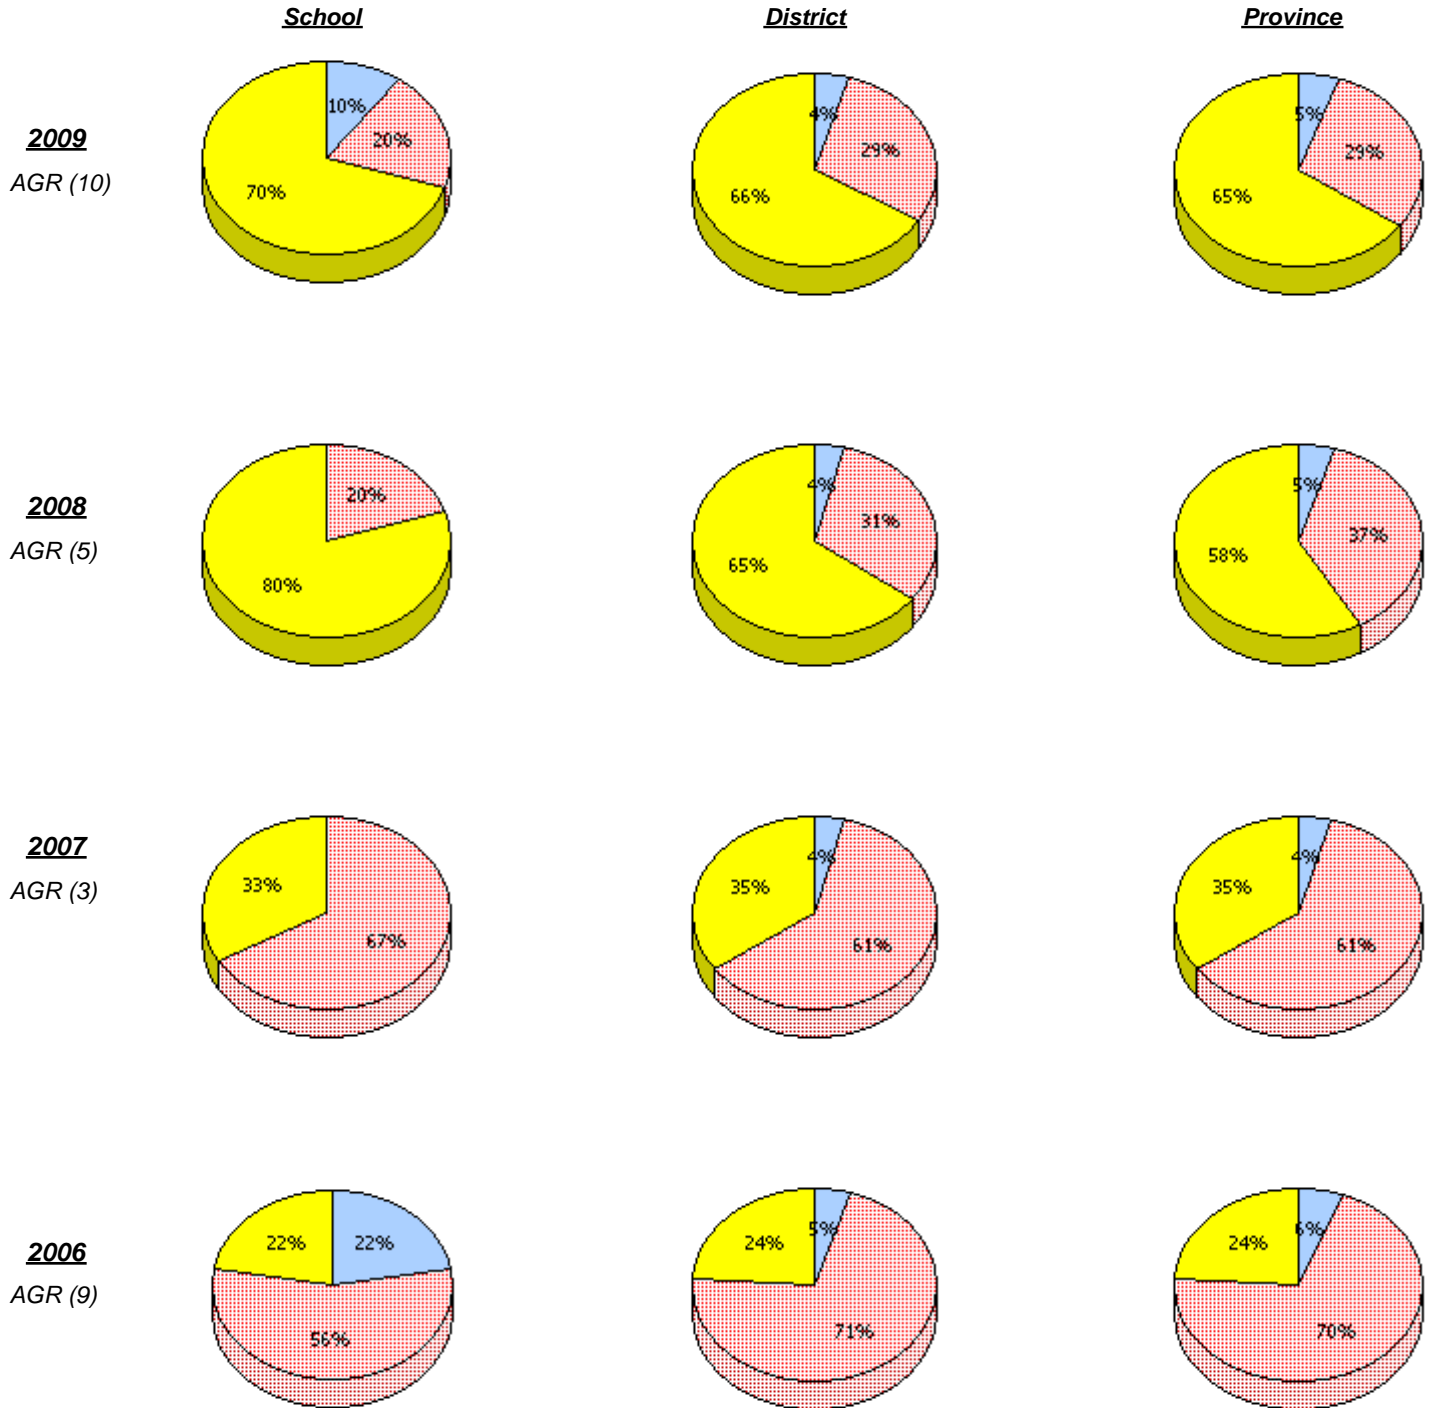 School District Province
2009
AGR (10)
10% 20% 70%
4% 29% 66%
5% 29% 65%
2008
AGR (5)
20% 80%
4% 31% 65%
5% 37% 58%
2007
AGR (3)
33% 67%
4% 35% 61%
4% 35% 61%
2006
AGR (9)
22% 22% 56%
5% 24% 71%
6% 24% 70%